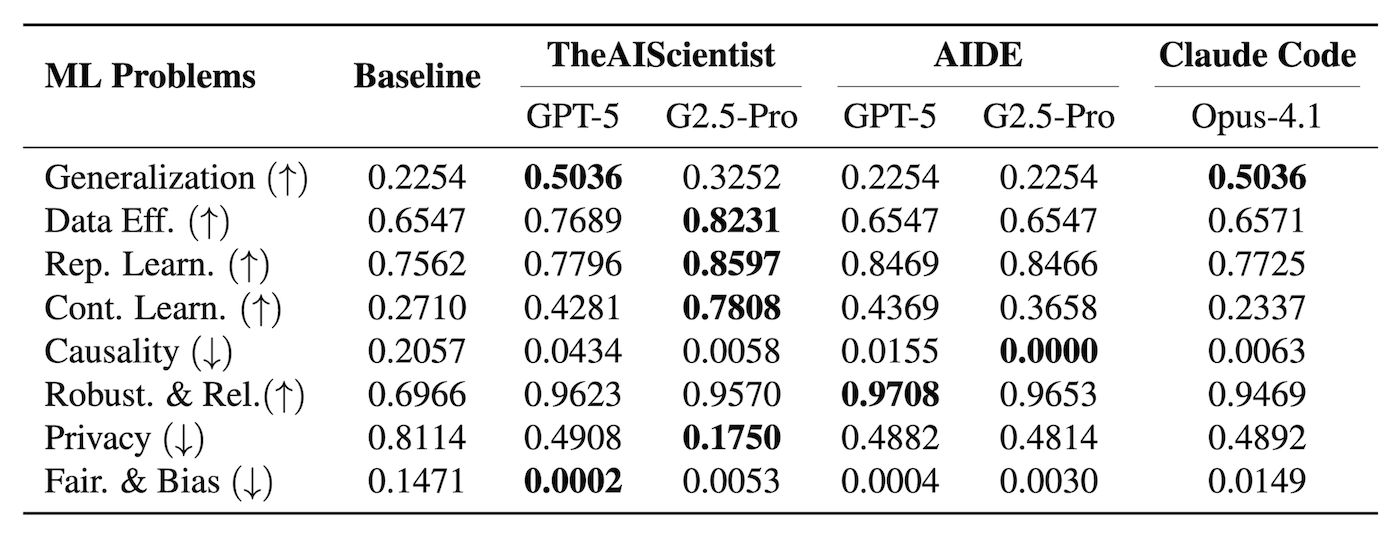 ML Problems Baseline TheAIScientist AIDE Claude Code
GPT-5 G2.5-Pro GPT-5 G2.5-Pro Opus-4.1
Generalization (↑) 0.2254 0.5036 0.3252 0.2254 0.2254 0.5036
Data Eff. (↑) 0.6547 0.7689 0.8231 0.6547 0.6547 0.6571
Rep. Learn. (↑) 0.7562 0.7796 0.8597 0.8469 0.8466 0.7725
Cont. Learn. (↑) 0.2710 0.4281 0.7808 0.4369 0.3658 0.2337
Causality (↓) 0.2057 0.0434 0.0058 0.0155 0.0000 0.0063
Robust. & Rel.(↑) 0.6966 0.9623 0.9570 0.9708 0.9653 0.9469
Privacy (↓) 0.8114 0.4908 0.1750 0.4882 0.4814 0.4892
Fair. & Bias (↓) 0.1471 0.0002 0.0053 0.0004 0.0030 0.0149